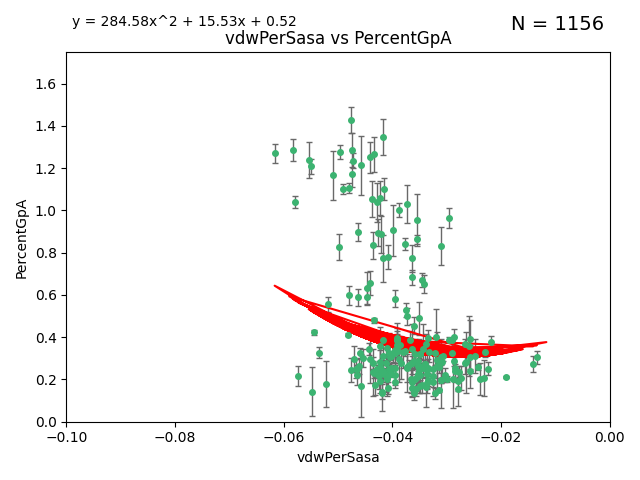 y = 284.58x^2 + 15.53x + 0.52
N = 1156
vdwPerSasa vs PercentGpA
1.6
1.4
1.2
1.0
0.8
0.6
0.4
0.2
0.0
PercentGpA
−0.10 −0.08 −0.06 −0.04 −0.02 0.00
vdwPerSasa